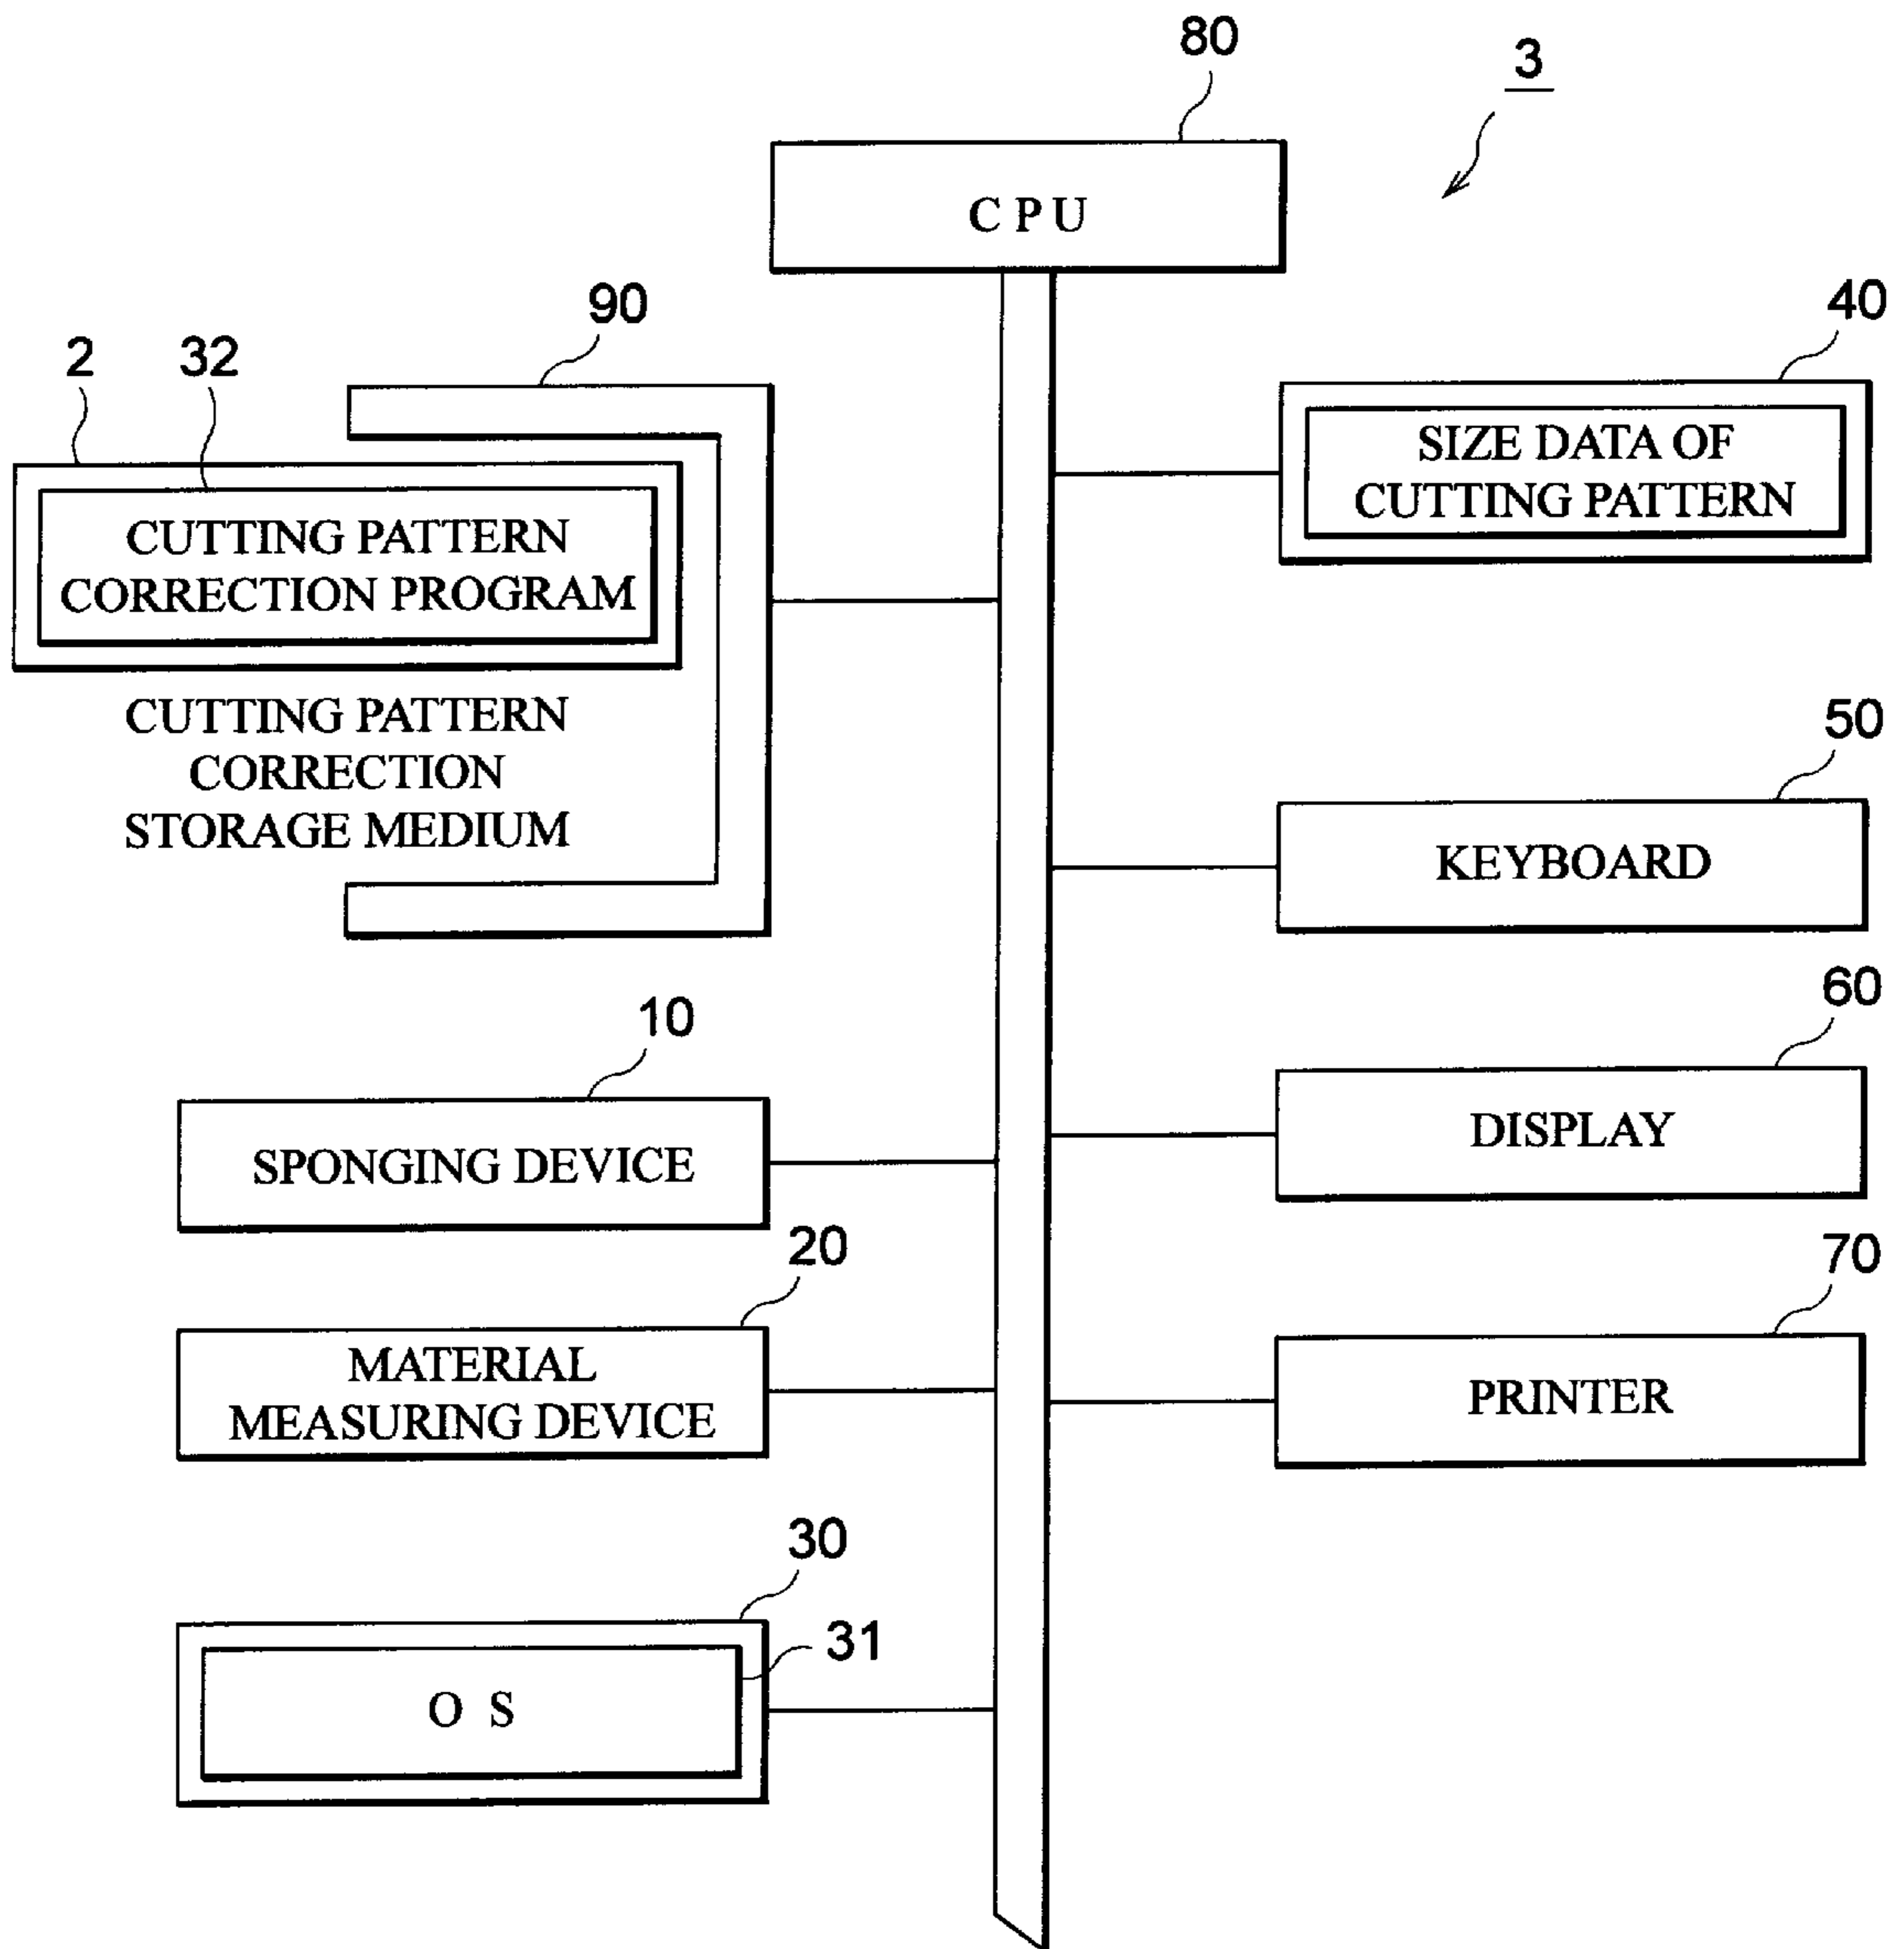 80
3
CPU
90
40
2
32
SIZE DATA OF
CUTTING PATTERN
CUTTING PATTERN
CORRECTION PROGRAM
CUTTING PATTERN
CORRECTION
STORAGE MEDIUM
50
KEYBOARD
10
60
SPONGING DEVICE
DISPLAY
20
70
MATERIAL
MEASURING DEVICE
PRINTER
30
31
OS